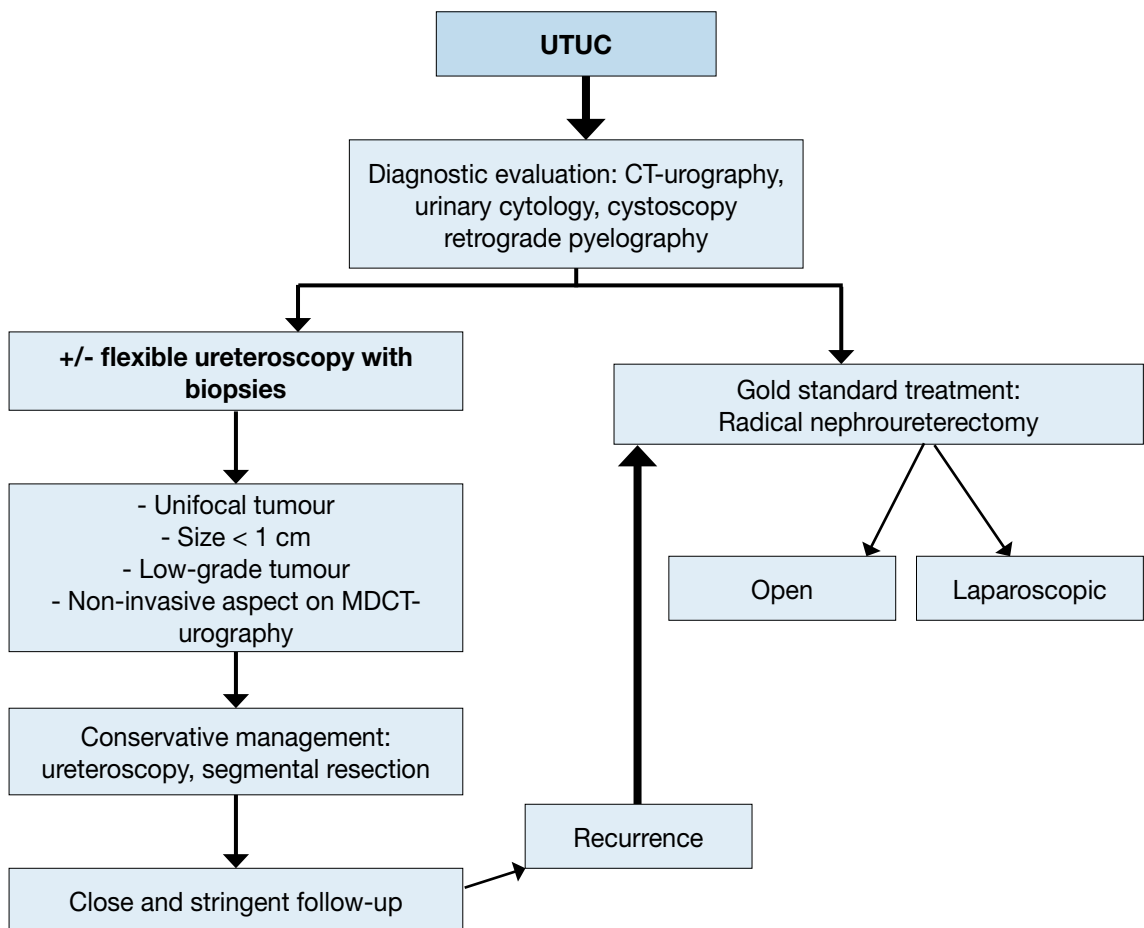 UTUC
Diagnostic evaluation: CT-urography,
urinary cytology, cystoscopy
retrograde pyelography
+/- flexible ureteroscopy with
biopsies
Gold standard treatment:
Radical nephroureterectomy
- Unifocal tumour
- Size < 1 cm
- Low-grade tumour
- Non-invasive aspect on MDCT-
urography
Open
Laparoscopic
Conservative management:
ureteroscopy, segmental resection
Recurrence
Close and stringent follow-up